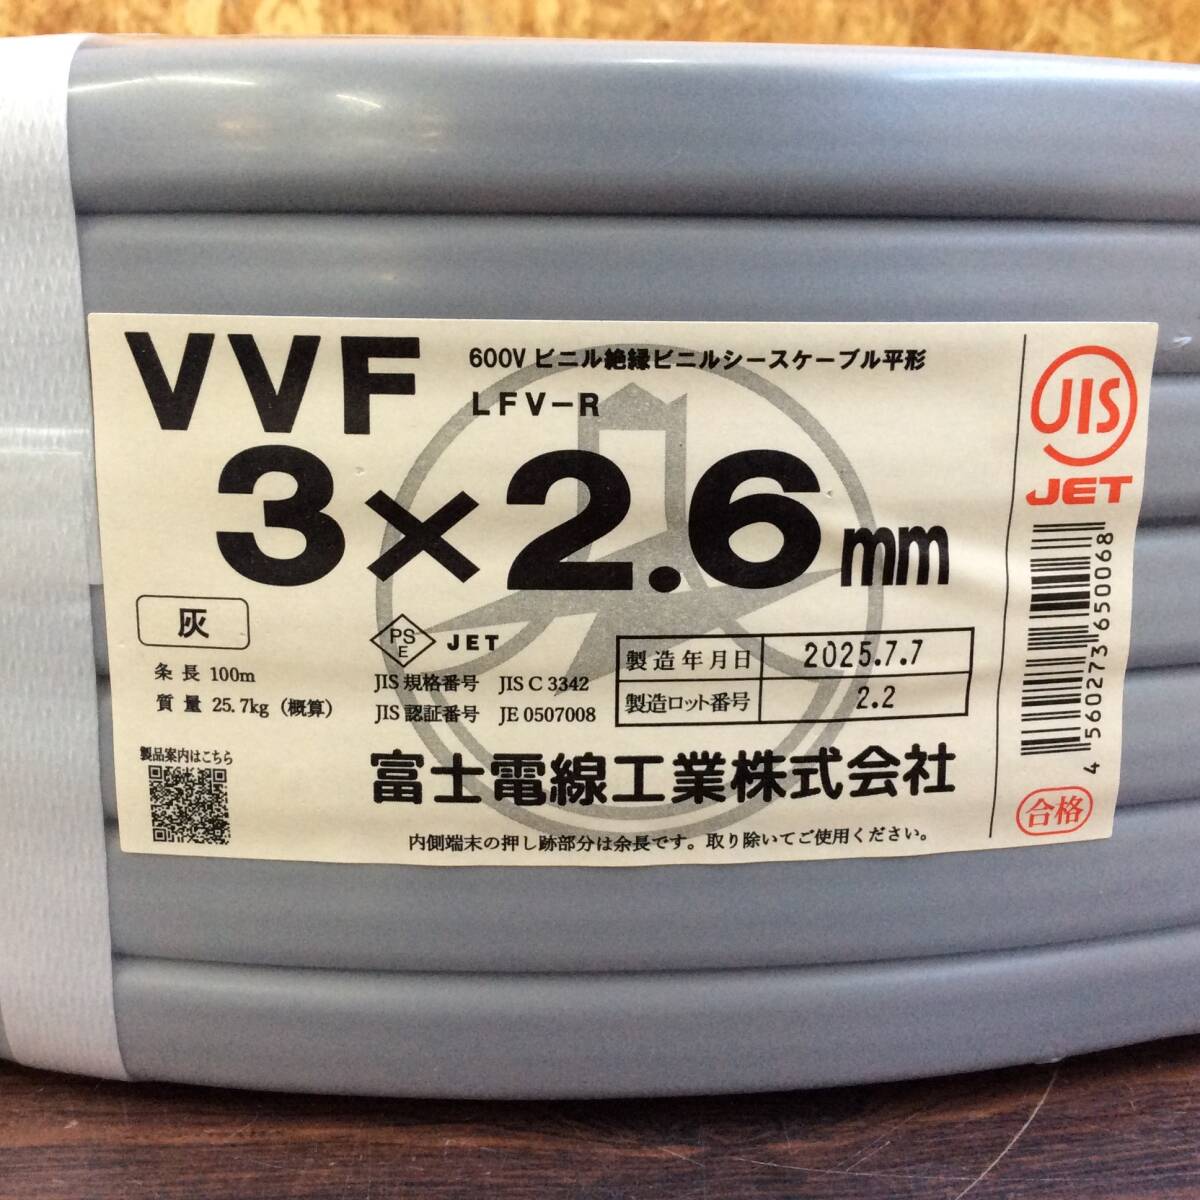 VVF
600V ビニル絶縁ビニルシースケーブル平形
LFV-R
3×2.6mm
灰
条長 100m
質量 25.7kg (概算)
PS
E
JET
JIS 規格番号 JIS C 3342
JIS 認証番号 JE 0507008
製造年月日 2025.7.7
製造ロット番号 2.2
製品案内はこちら
富士電線工業株式会社
内側端末の押し跡部分は余長です。取り除いてご使用ください。
JIS
JET
4560273650068
合格